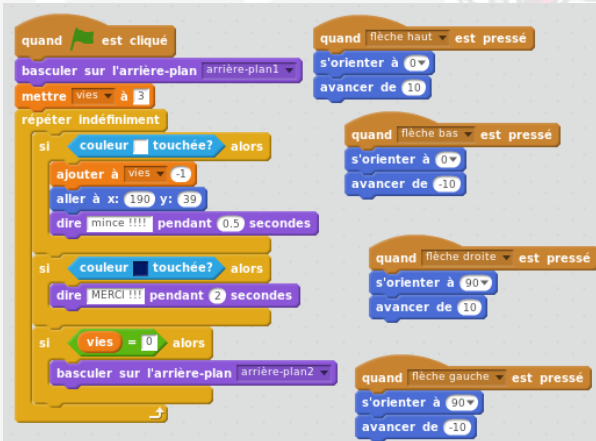 quand est cliqué
basculer sur l'arrière-plan arrière-plan1
mettre vies à 3
répéter indéfiniment
si couleur touchée? alors
ajouter à vies -1
aller à x: 190 y: 39
dire mince !!!! pendant 0.5 secondes
si couleur touchée? alors
dire MERCI !!! pendant 2 secondes
si vies = 0 alors
basculer sur l'arrière-plan arrière-plan2
quand flèche haut est pressé
s'orienter à 0
avancer de 10
quand flèche bas est pressé
s'orienter à 0
avancer de -10
quand flèche droite est pressé
s'orienter à 90
avancer de 10
quand flèche gauche est pressé
s'orienter à 90
avancer de -10